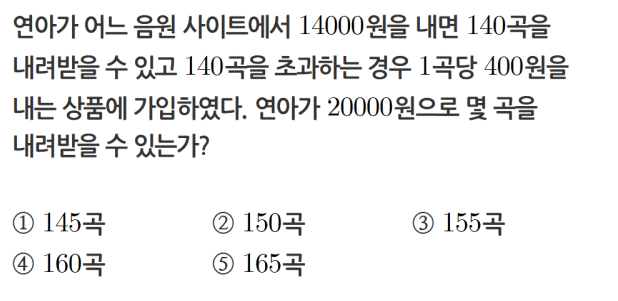 연아가 어느 음원 사이트에서 14000원을 내면 140곡을
내려받을 수 있고 140곡을 초과하는 경우 1곡당 400원을
내는 상품에 가입하였다. 연아가 20000원으로 몇 곡을
내려받을 수 있는가?
① 145곡 ② 150곡 ③ 155곡
④ 160곡 ⑤ 165곡